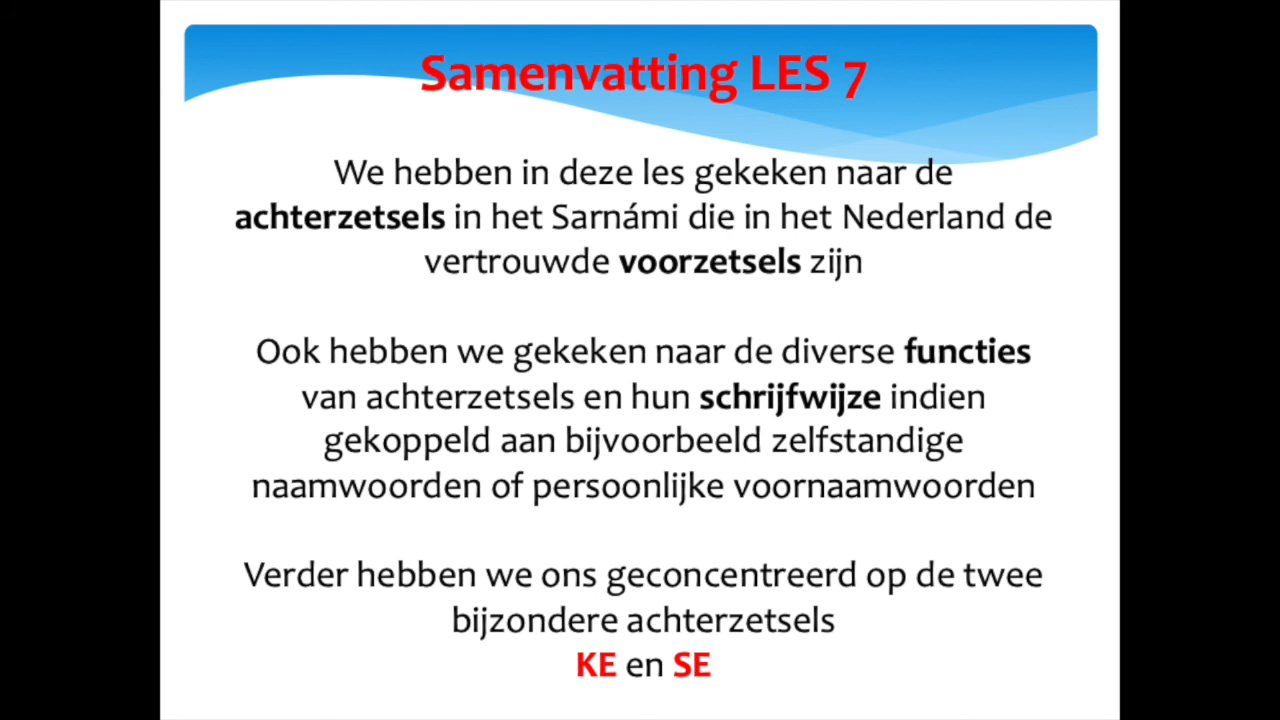 Samenvatting LES 7
We hebben in deze les gekeken naar de
achterzetsels in het Sarnámi die in het Nederland de
vertrouwde voorzetsels zijn
Ook hebben we gekeken naar de diverse functies
van achterzetsels en hun schrijfwijze indien
gekoppeld aan bijvoorbeeld zelfstandige
naamwoorden of persoonlijke voornaamwoorden
Verder hebben we ons geconcentreerd op de twee
bijzondere achterzetsels
KE en SE